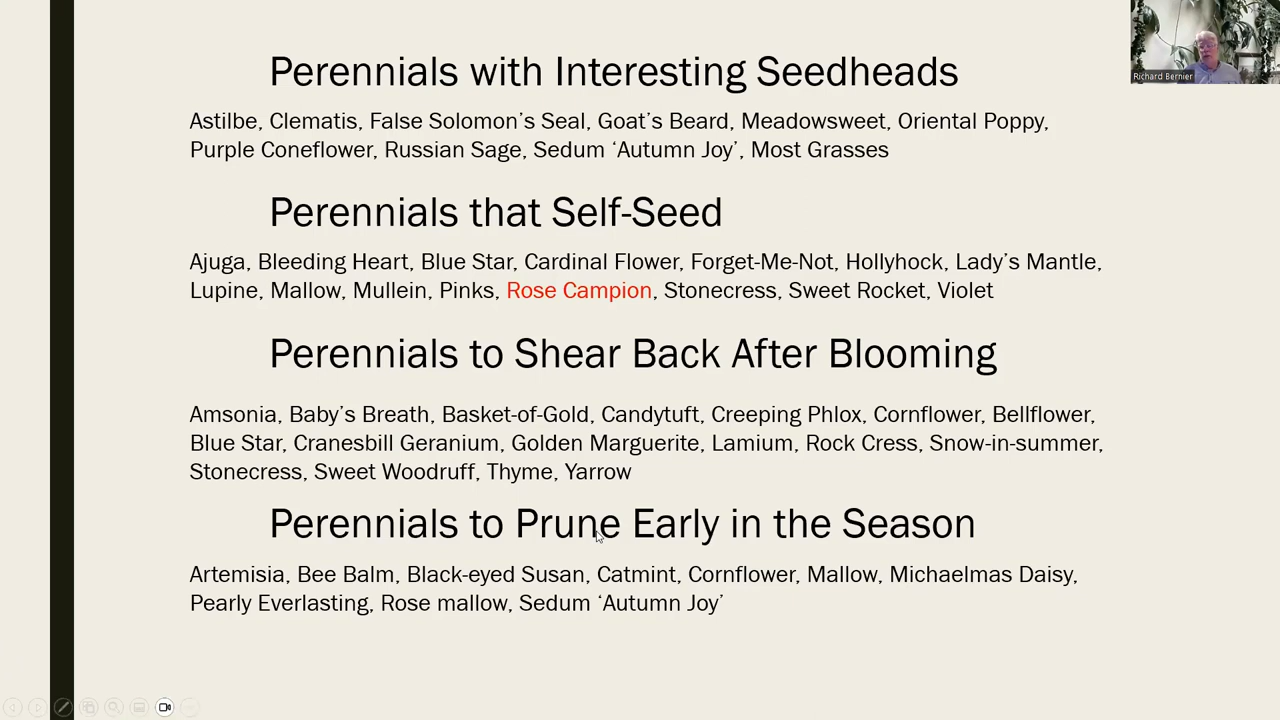 Perennials with Interesting Seedheads
Richard Bernier
Astilbe, Clematis, False Solomon’s Seal, Goat’s Beard, Meadowsweet, Oriental Poppy,
Purple Coneflower, Russian Sage, Sedum ‘Autumn Joy’, Most Grasses
Perennials that Self-Seed
Ajuga, Bleeding Heart, Blue Star, Cardinal Flower, Forget-Me-Not, Hollyhock, Lady’s Mantle,
Lupine, Mallow, Mullein, Pinks, Rose Campion, Stonecress, Sweet Rocket, Violet
Perennials to Shear Back After Blooming
Amsonia, Baby’s Breath, Basket-of-Gold, Candytuft, Creeping Phlox, Cornflower, Bellflower,
Blue Star, Cranesbill Geranium, Golden Marguerite, Lamium, Rock Cress, Snow-in-summer,
Stonecress, Sweet Woodruff, Thyme, Yarrow
Perennials to Prune Early in the Season
Artemisia, Bee Balm, Black-eyed Susan, Catmint, Cornflower, Mallow, Michaelmas Daisy,
Pearly Everlasting, Rose mallow, Sedum ‘Autumn Joy’